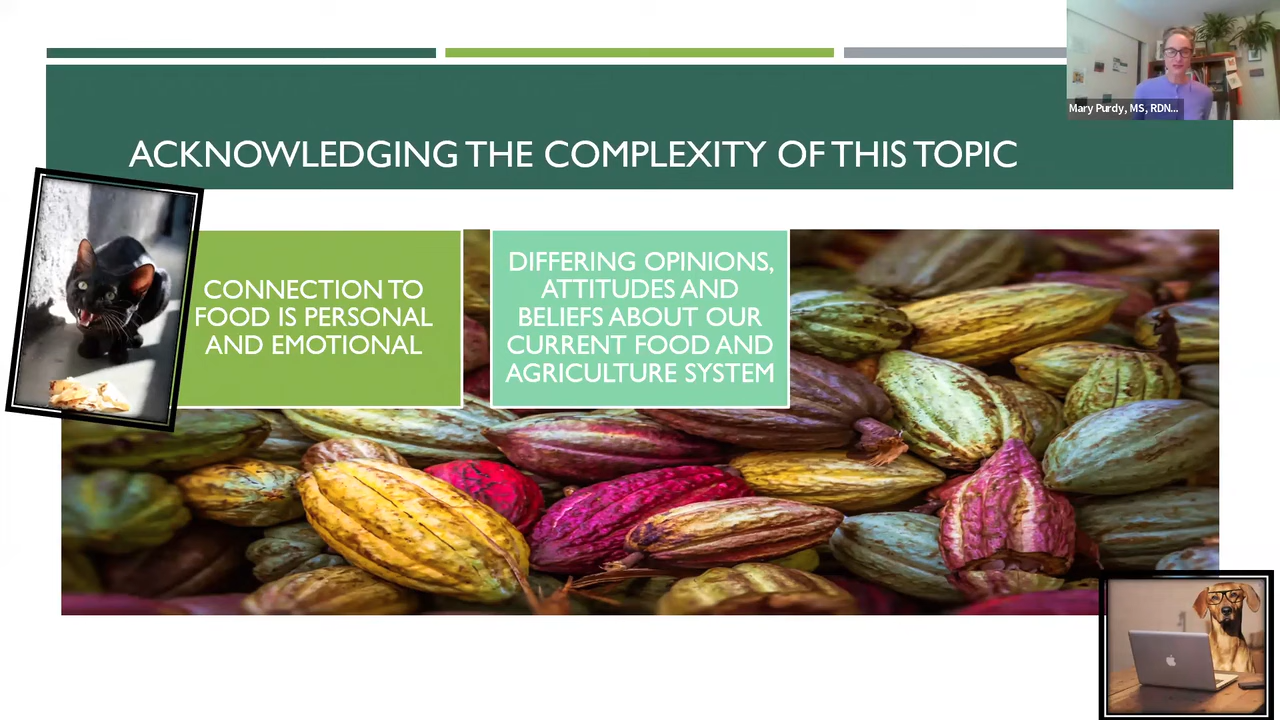 Mary Purdy, MS, RDN...
ACKNOWLEDGING THE COMPLEXITY OF THIS TOPIC
CONNECTION TO
FOOD IS PERSONAL
AND EMOTIONAL
DIFFERING OPINIONS,
ATTITUDES AND
BELIEFS ABOUT OUR
CURRENT FOOD AND
AGRICULTURE SYSTEM